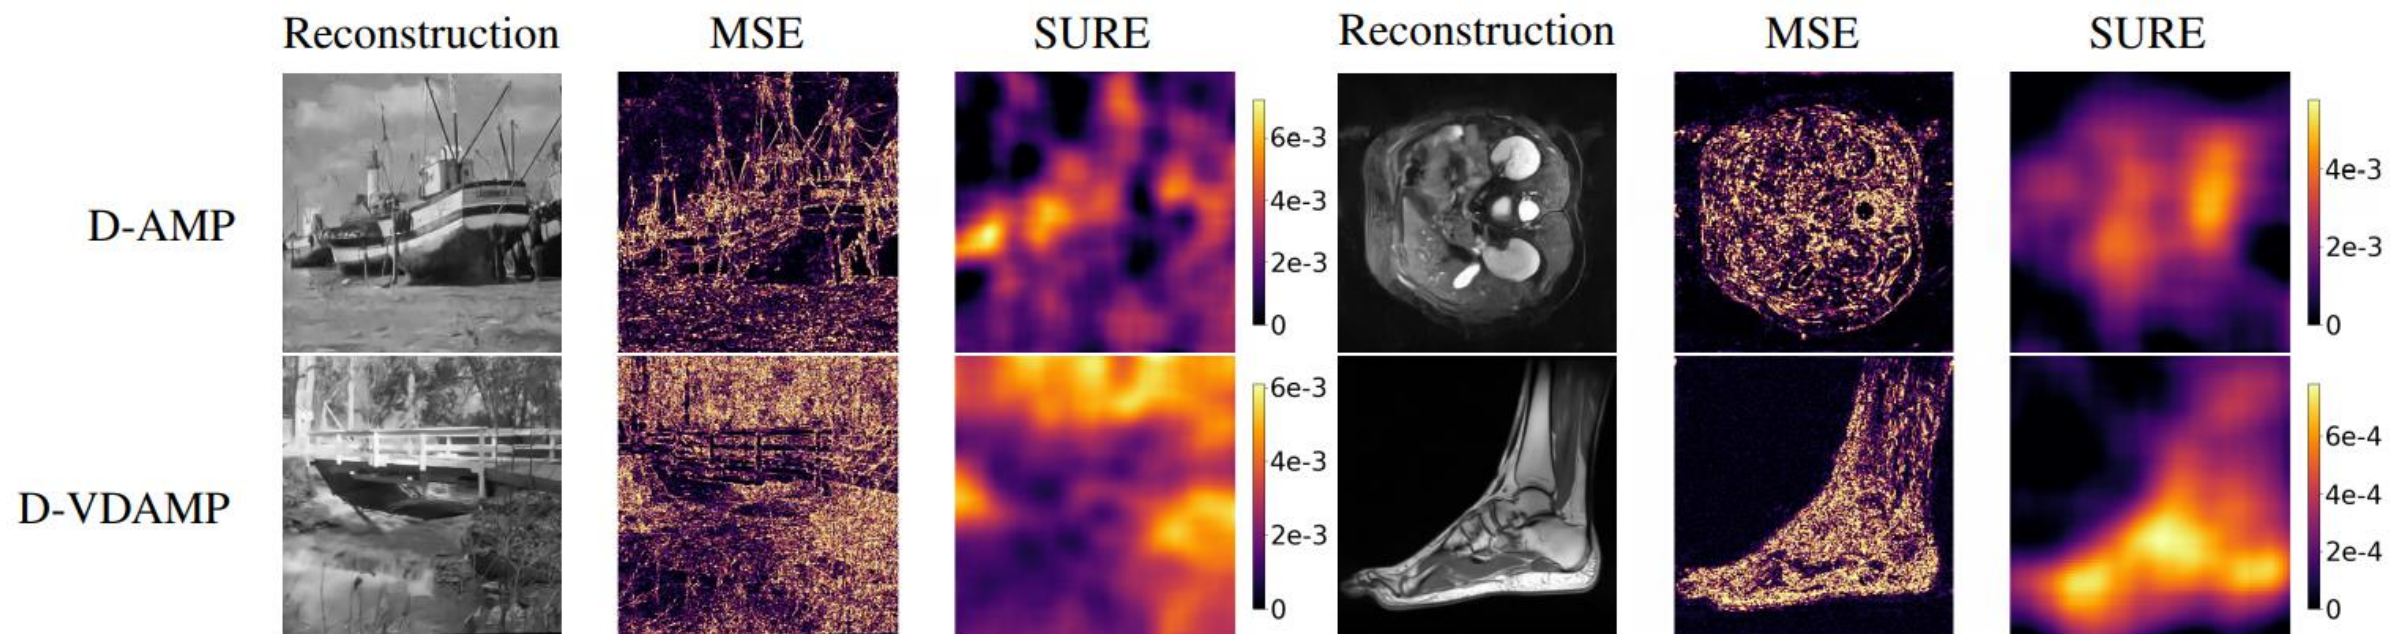 Reconstruction MSE SURE Reconstruction MSE SURE
D-AMP
6e-3
4e-3
2e-3
0
4e-3
2e-3
0
D-VDAMP
6e-3
4e-3
2e-3
0
6e-4
4e-4
2e-4
0